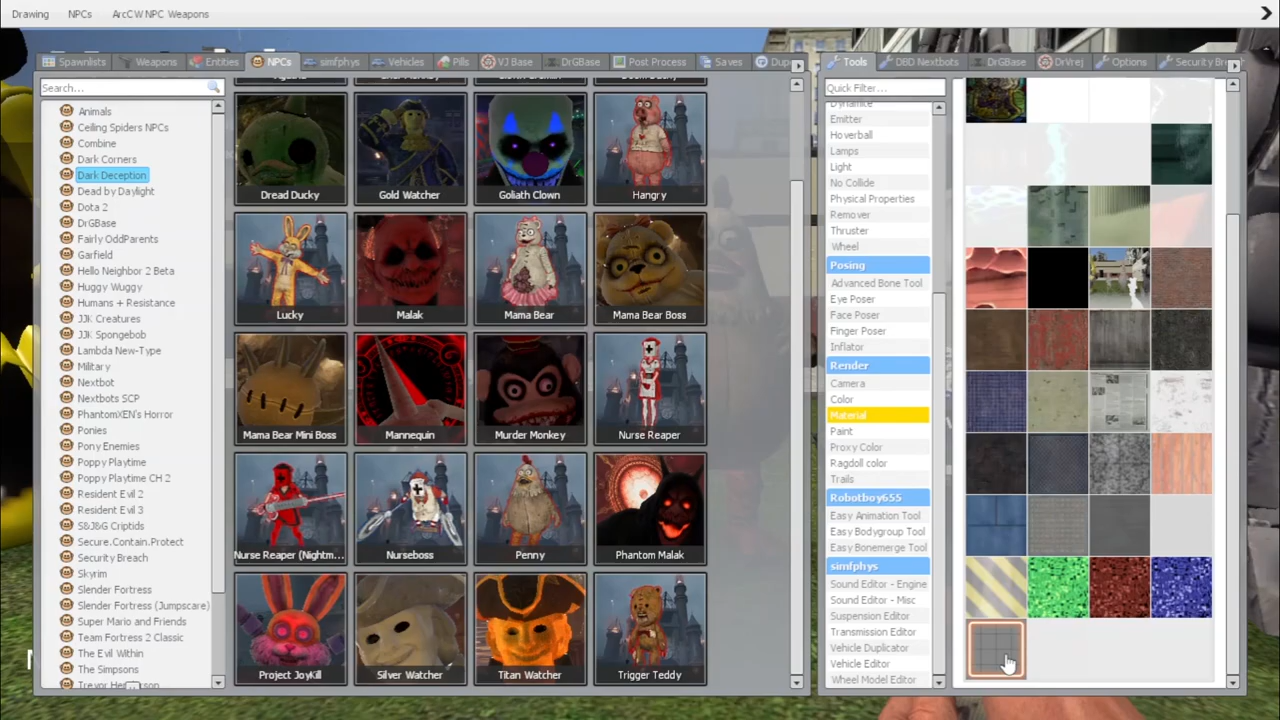 Drawing NPCs ArcCW NPC Weapons
Spawnlists Weapons Entities NPCs simfphys Vehicles Pills VJ Base DrGBase Post Process Saves Dup
Tools DBD Nextbots DrGBase DrVrej Options Security Bre
Search...
Animals
Ceiling Spiders NPCs
Combine
Dark Corners
Dark Deception
Dead by Daylight
Dota 2
DrGBase
Fairly OddParents
Garfield
Hello Neighbor 2 Beta
Huggy Wuggy
Humans + Resistance
JJK Creatures
JJK Spongebob
Lambda New-Type
Military
Nextbot
Nextbots SCP
PhantomXEN's Horror
Ponies
Pony Enemies
Poppy Playtime
Poppy Playtime CH 2
Resident Evil 2
Resident Evil 3
S&J&G Criptids
Secure.Contain.Protect
Security Breach
Skyrim
Slender Fortress
Slender Fortress (Jumpscare)
Super Mario and Friends
Team Fortress 2 Classic
The Evil Within
The Simpsons
Trevor Henderson
Dread Ducky Gold Watcher Goliath Clown Hangry
Lucky Malak Mama Bear Mama Bear Boss
Mama Bear Mini Boss Mannequin Murder Monkey Nurse Reaper
Nurse Reaper (Nightm... Nurseboss Penny Phantom Malak
Project JoyKill Silver Watcher Titan Watcher Trigger Teddy
Quick Filter...
Dynamite
Emitter
Hoverball
Lamps
Light
No Collide
Physical Properties
Remover
Thruster
Wheel
Posing
Advanced Bone Tool
Eye Poser
Face Poser
Finger Poser
Inflator
Render
Camera
Color
Material
Paint
Proxy Color
Ragdoll color
Trails
Robotboy655
Easy Animation Tool
Easy Bodygroup Tool
Easy Bonemerge Tool
simfphys
Sound Editor - Engine
Sound Editor - Misc
Suspension Editor
Transmission Editor
Vehicle Duplicator
Vehicle Editor
Wheel Model Editor